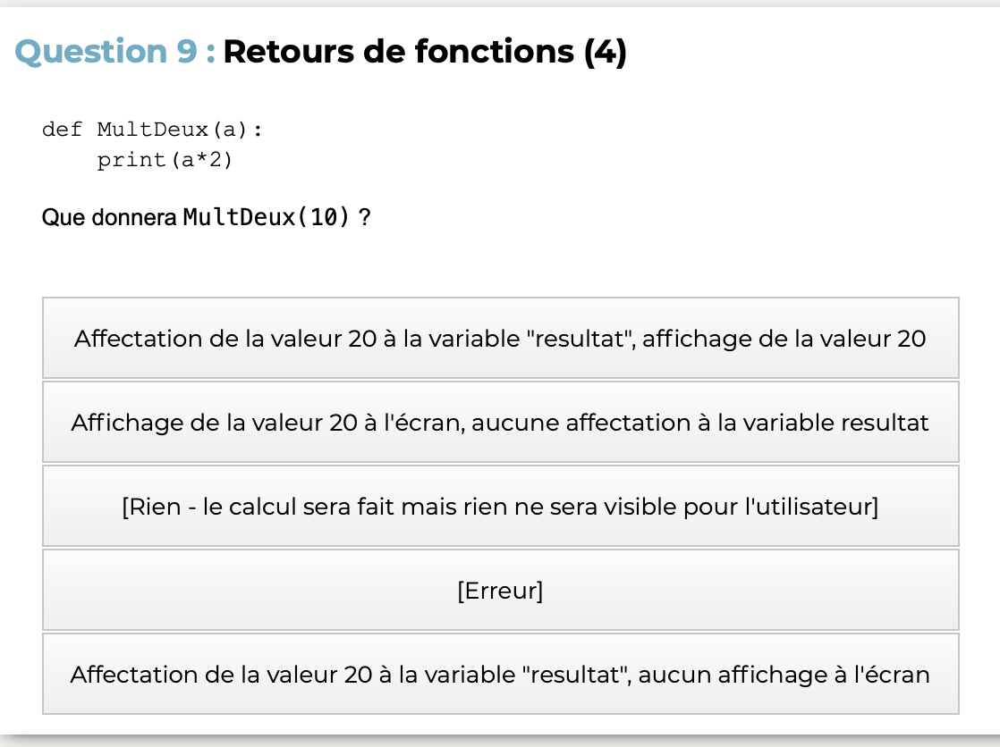 Question 9 : Retours de fonctions (4)
def MultDeux(a):
    print(a*2)
Que donnera MultDeux(10) ?
Affectation de la valeur 20 à la variable "resultat", affichage de la valeur 20
Affichage de la valeur 20 à l'écran, aucune affectation à la variable resultat
[Rien - le calcul sera fait mais rien ne sera visible pour l'utilisateur]
[Erreur]
Affectation de la valeur 20 à la variable "resultat", aucun affichage à l'écran